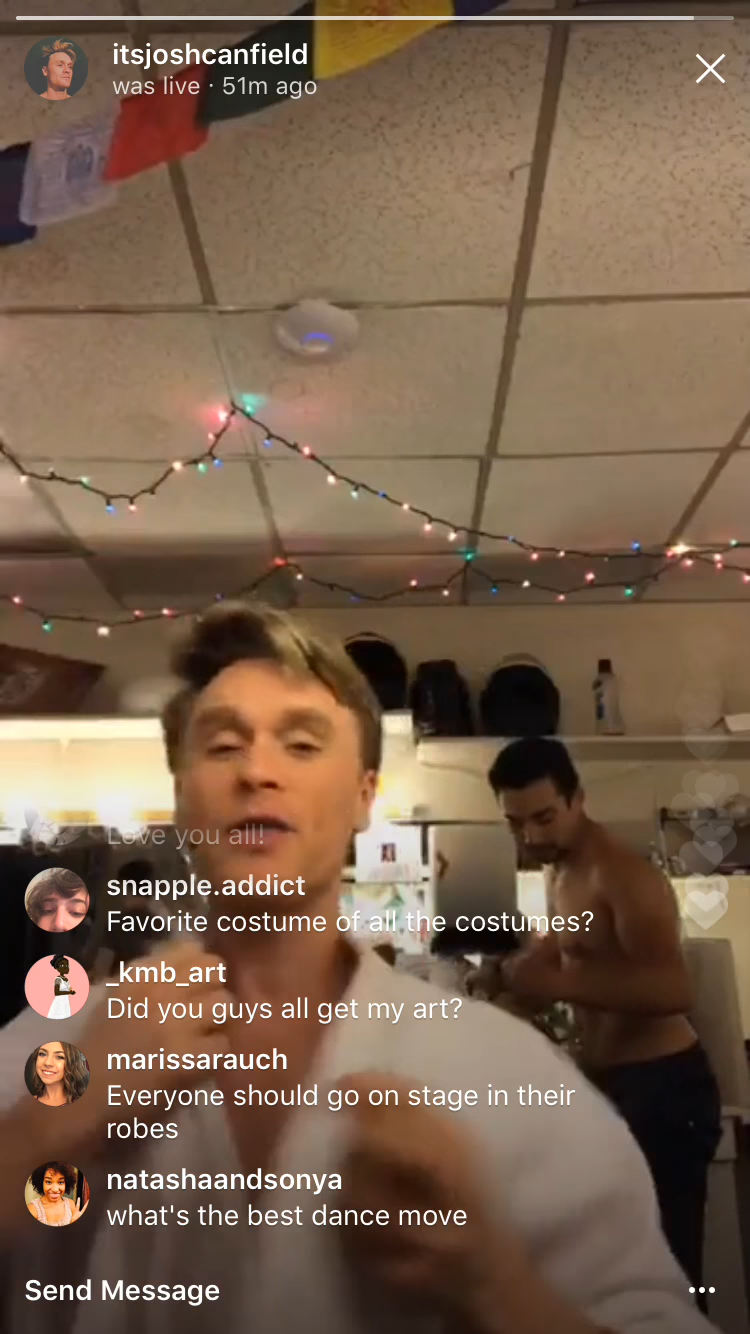 itsjoshcanfield
was live · 51m ago
Love you all!
snapple.addict
Favorite costume of all the costumes?
_kmb_art
Did you guys all get my art?
marissarauch
Everyone should go on stage in their
robes
natashaandsonya
what's the best dance move
Send Message